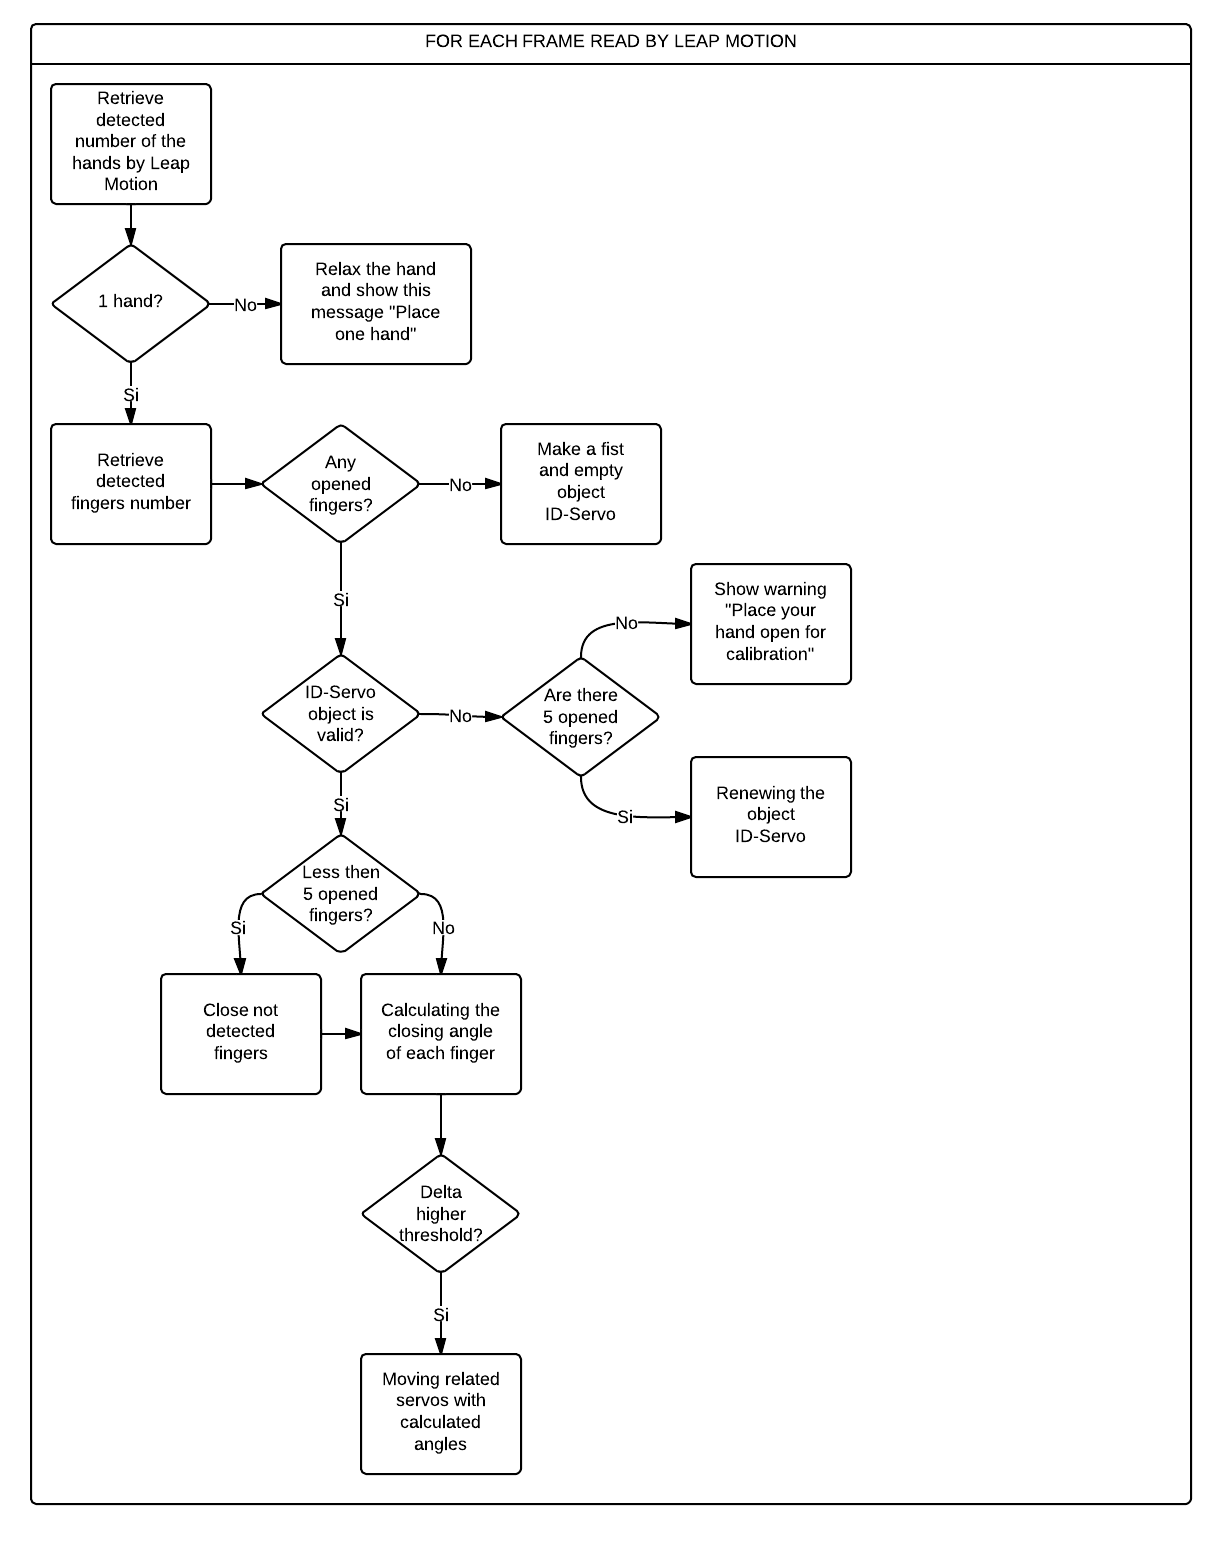 FOR EACH FRAME READ BY LEAP MOTION
Retrieve
detected
number of the
hands by Leap
Motion
1 hand?
No
Relax the hand
and show this
message "Place
one hand"
Si
Retrieve
detected
fingers number
Any
opened
fingers?
No
Make a fist
and empty
object
ID-Servo
Si
ID-Servo
object is
valid?
No
Are there
5 opened
fingers?
No
Show warning
"Place your
hand open for
calibration"
Si
Renewing the
object
ID-Servo
Si
Less then
5 opened
fingers?
Si
No
Close not
detected
fingers
Calculating the
closing angle
of each finger
Delta
higher
threshold?
Si
Moving related
servos with
calculated
angles